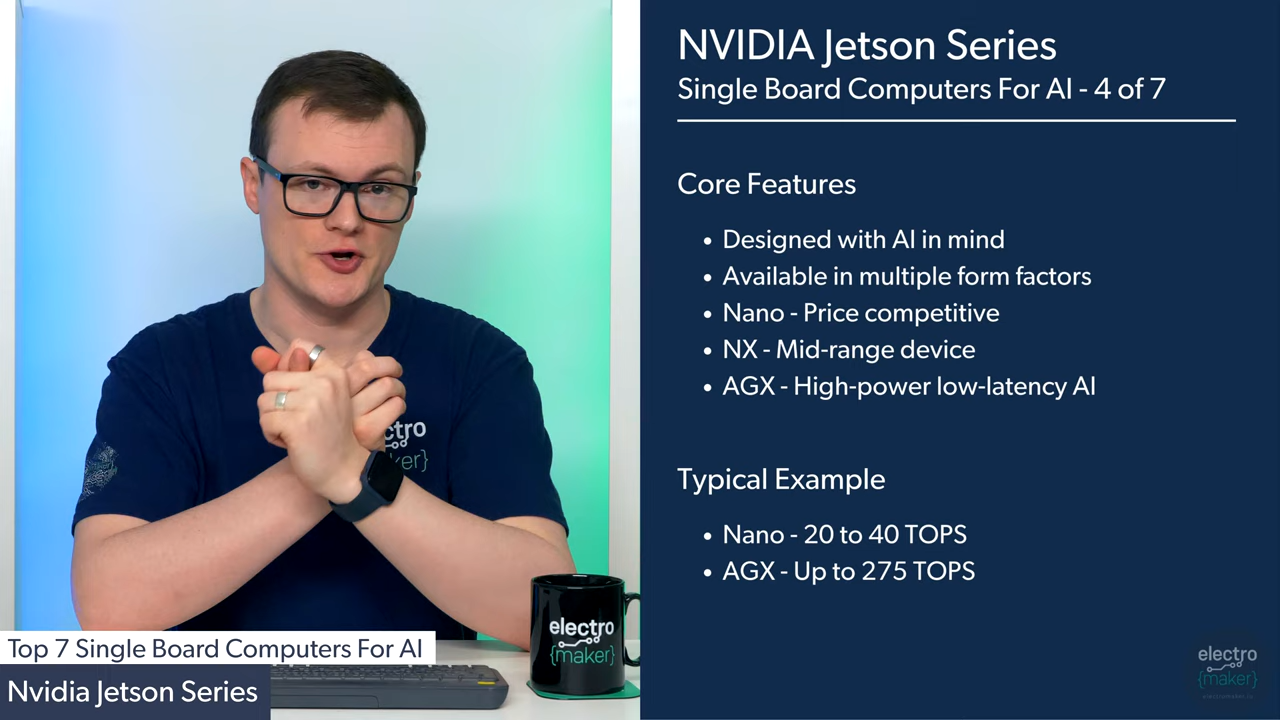 NVIDIA Jetson Series
Single Board Computers For AI - 4 of 7
Core Features
• Designed with AI in mind
• Available in multiple form factors
• Nano - Price competitive
• NX - Mid-range device
• AGX - High-power low-latency AI
Typical Example
• Nano - 20 to 40 TOPS
• AGX - Up to 275 TOPS
ctro
ker}
electro
{maker}
Top 7 Single Board Computers For AI
Nvidia Jetson Series
electro
{maker}